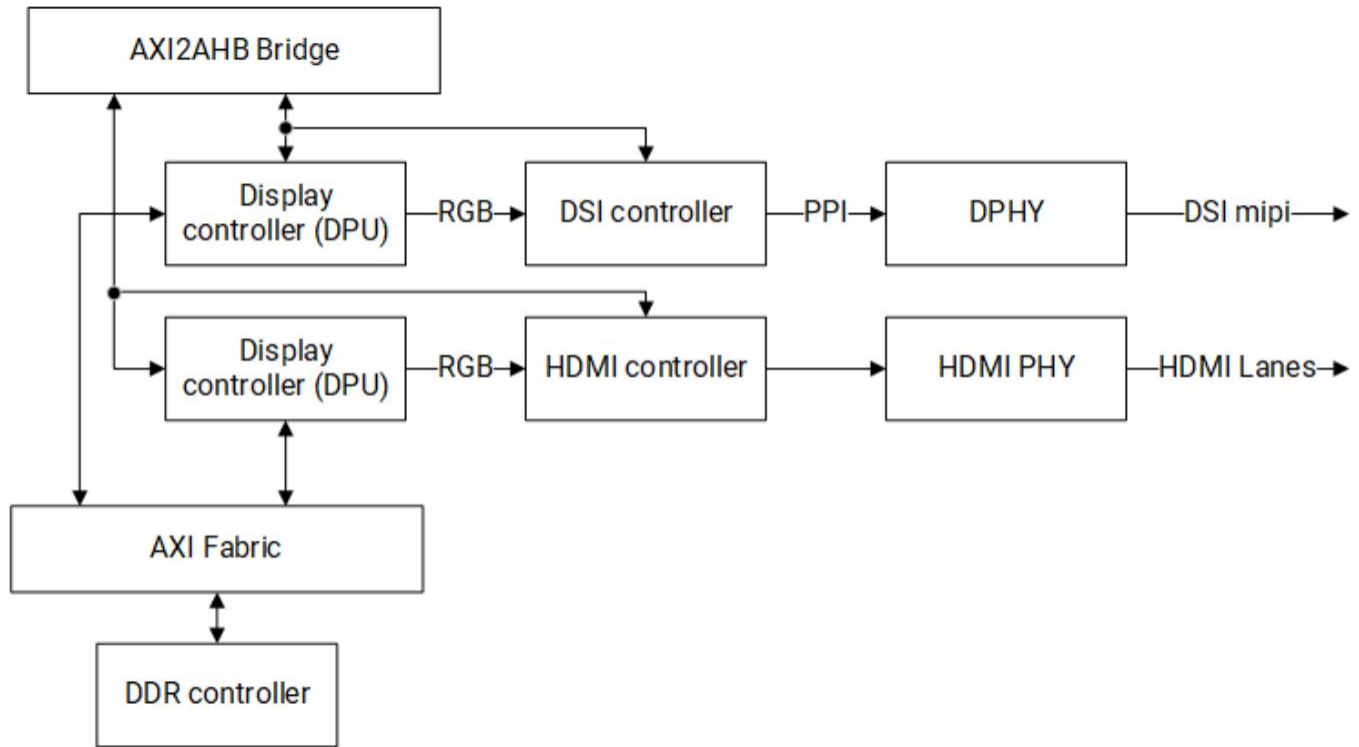 AXI2AHB Bridge
Display
controller (DPU)
RGB
DSI controller
PPI
DPHY
DSI mipi
Display
controller (DPU)
RGB
HDMI controller
HDMI PHY
HDMI Lanes
AXI Fabric
DDR controller